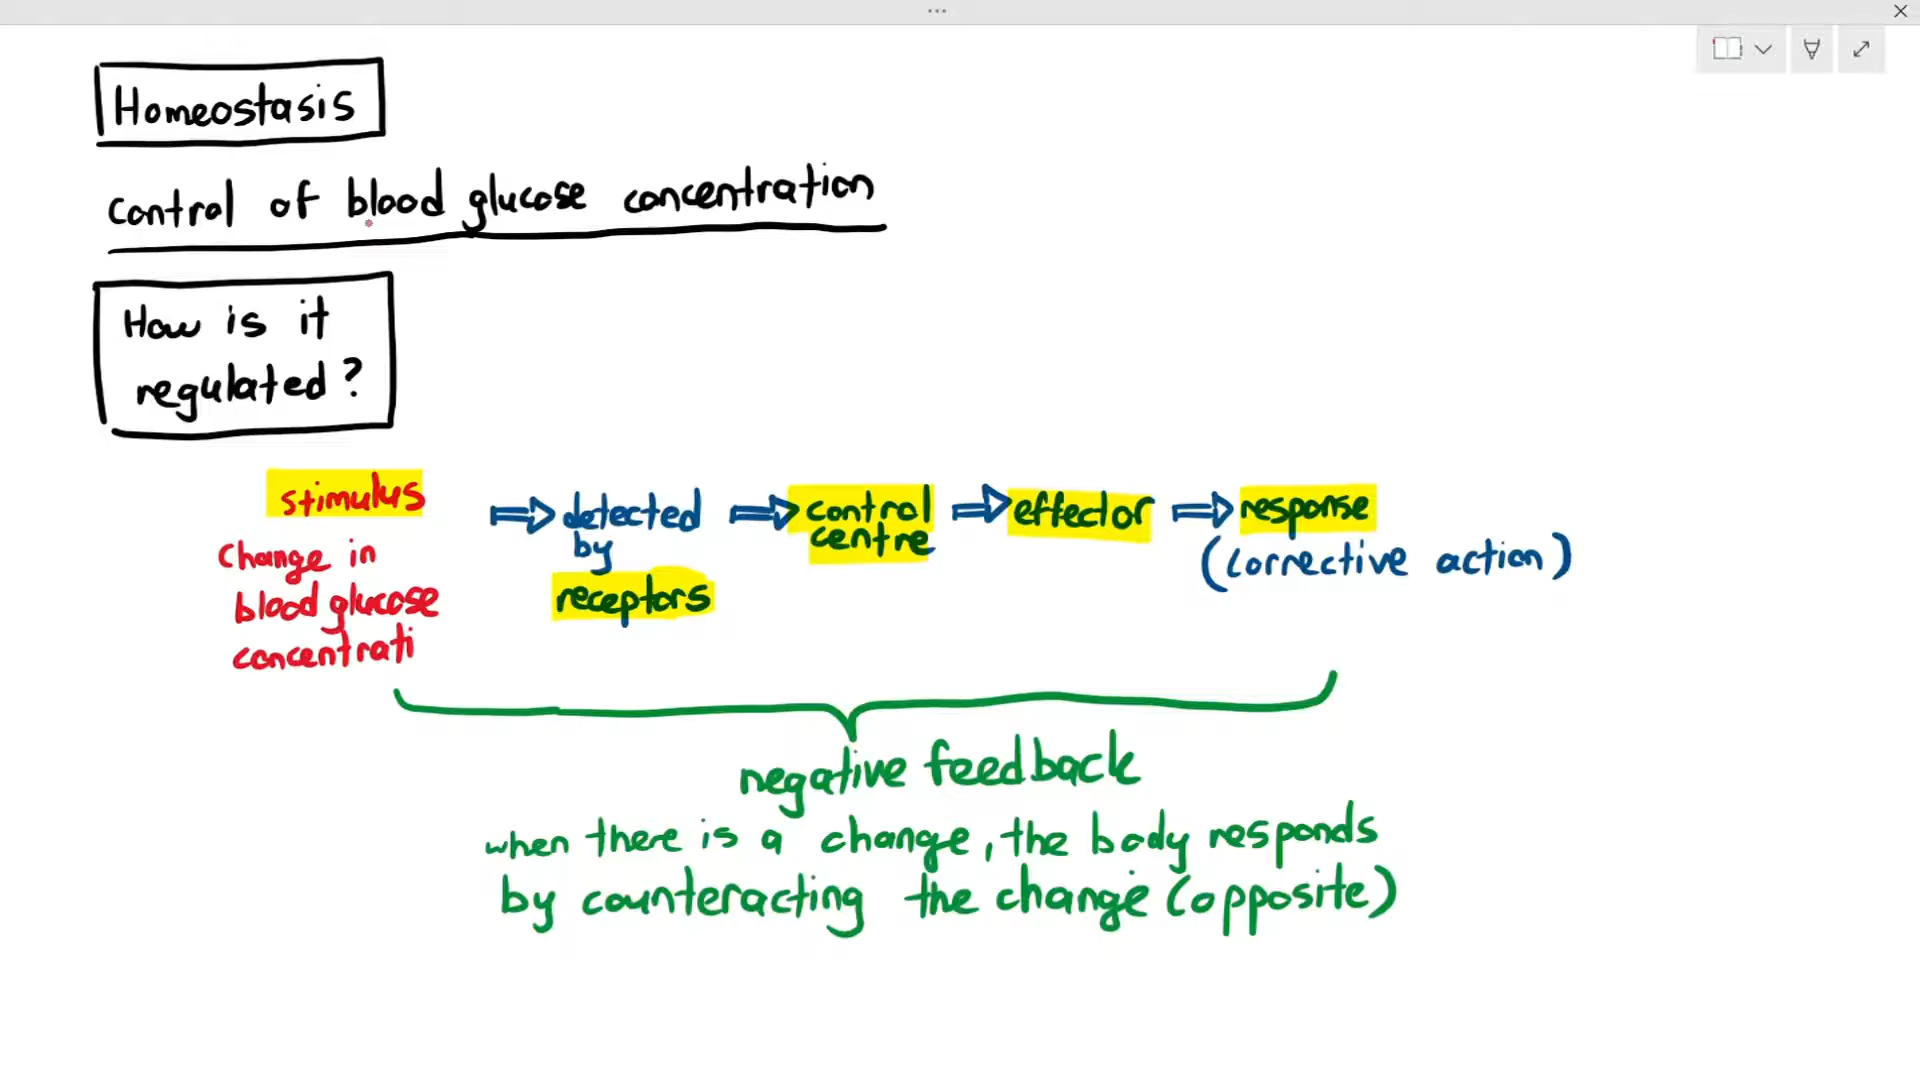 Homeostasis
control of blood glucose concentration
How is it
regulated?
stimulus ⇒ detected ⇒ control ⇒ effector ⇒ response
by centre (corrective action)
receptors
change in
blood glucose
concentrati
negative feedback
when there is a change, the body responds
by counteracting the change (opposite)